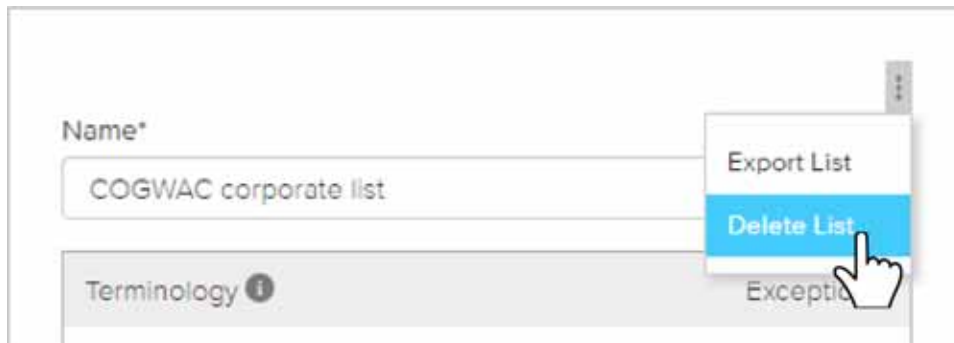 Name*
COGWAC corporate list
Export List
Delete List
Terminology